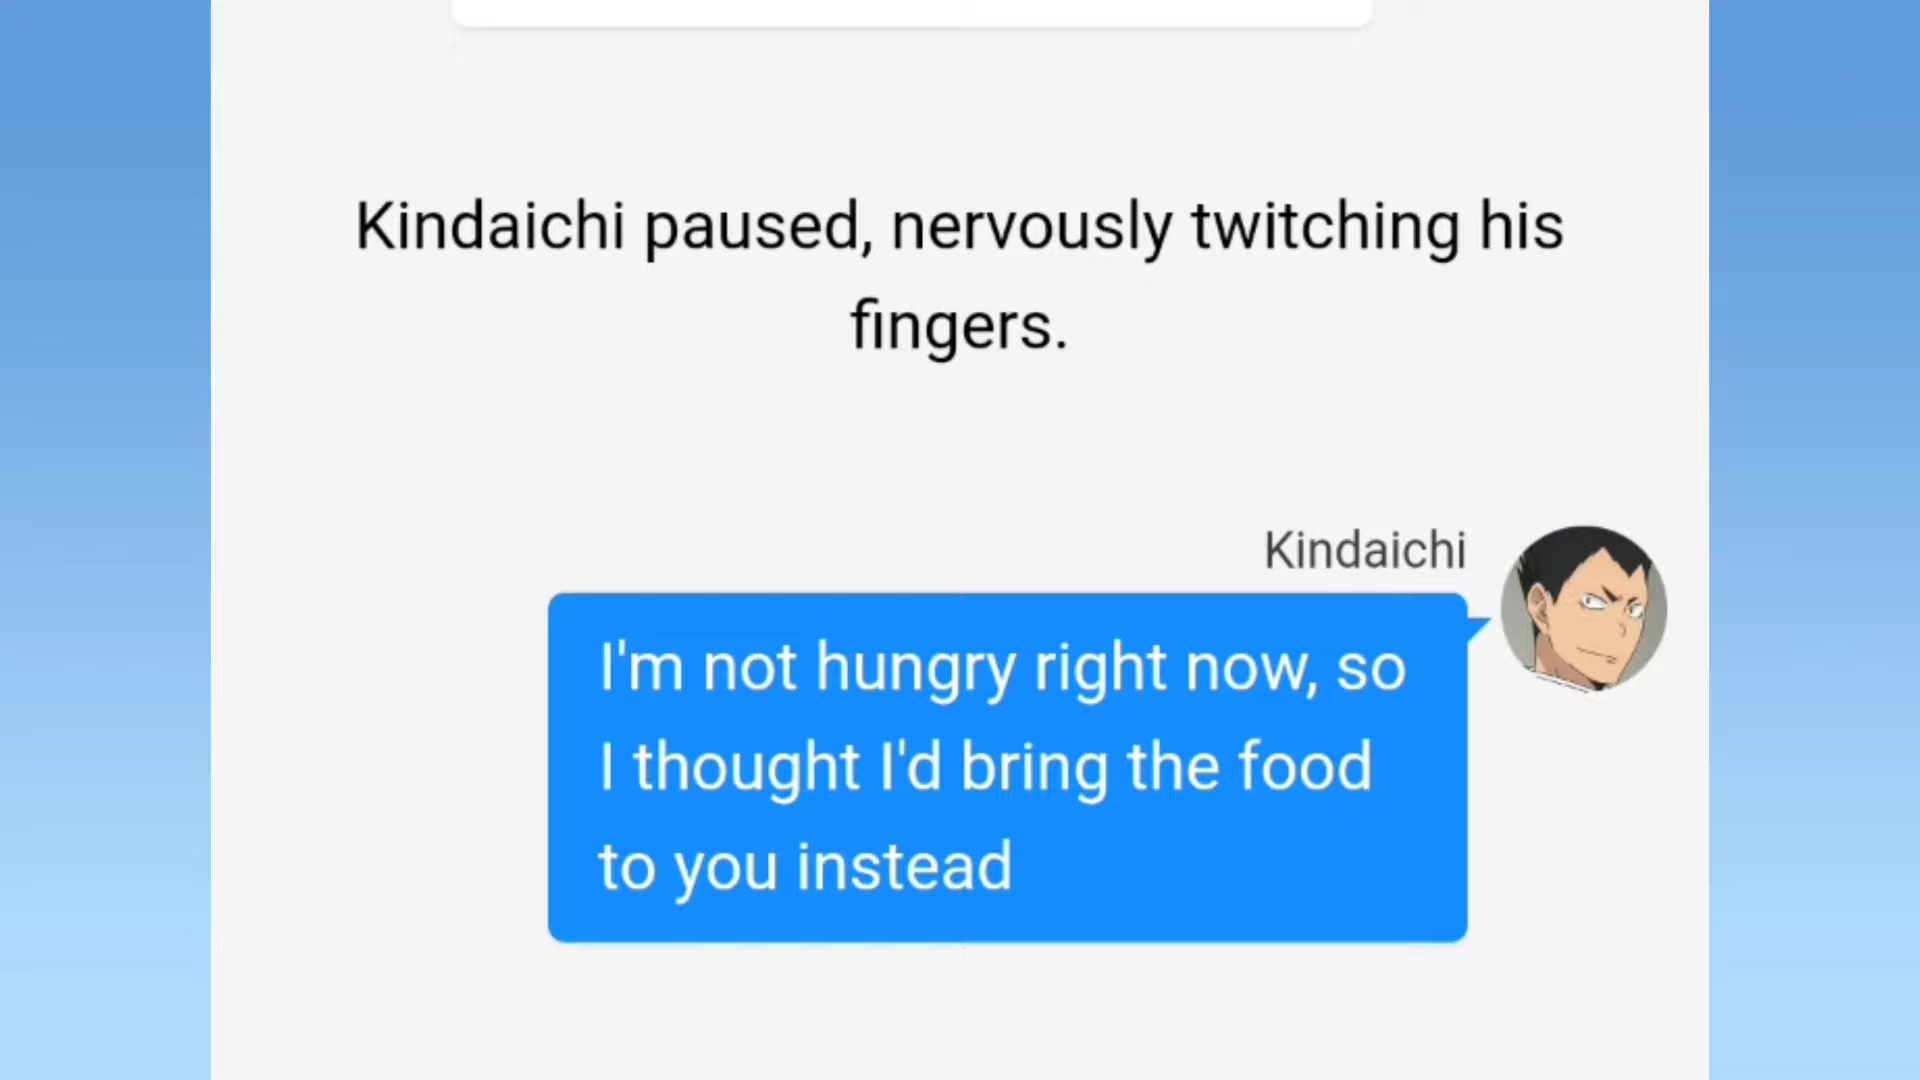 Kindaichi paused, nervously twitching his
fingers.
Kindaichi
I'm not hungry right now, so
I thought I'd bring the food
to you instead